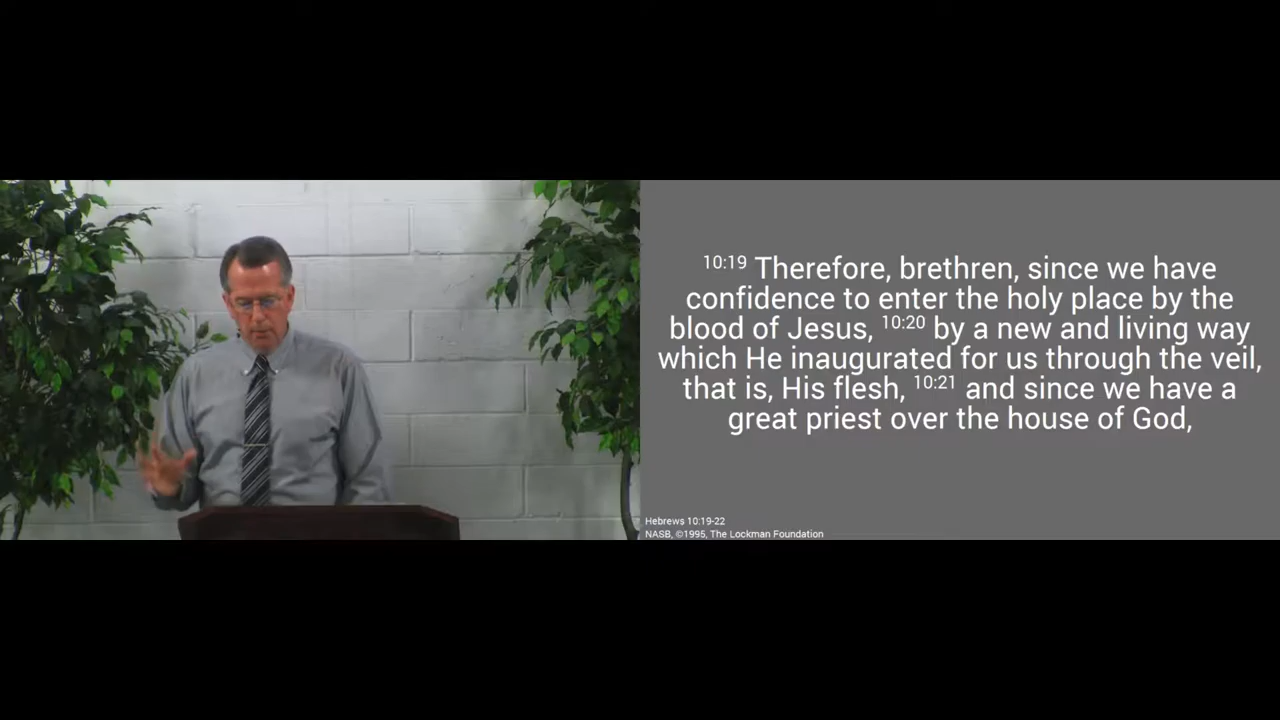 10:19 Therefore, brethren, since we have
confidence to enter the holy place by the
blood of Jesus, 10:20 by a new and living way
which He inaugurated for us through the veil,
that is, His flesh, 10:21 and since we have a
great priest over the house of God,
Hebrews 10:19-22
NASB, ©1995, The Lockman Foundation